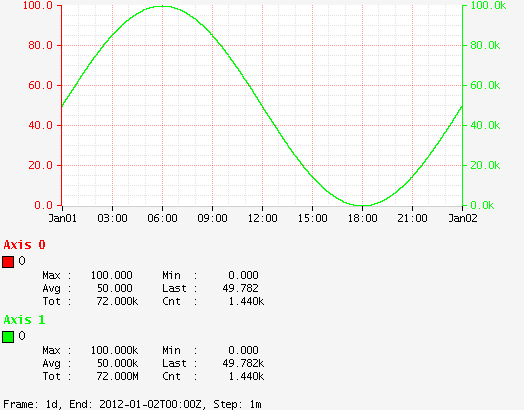 100.0 100.0k
80.0 80.0k
60.0 60.0k
40.0 40.0k
20.0 20.0k
0.0 0.0k
Jan01 03:00 06:00 09:00 12:00 15:00 18:00 21:00 Jan02
Axis 0
O
Max : 100.000 Min : 0.000
Avg : 50.000 Last : 49.782
Tot : 72.000k Cnt : 1.440k
Axis 1
O
Max : 100.000k Min : 0.000
Avg : 50.000k Last : 49.782k
Tot : 72.000M Cnt : 1.440k
Frame: 1d, End: 2012-01-02T00:00Z, Step: 1m